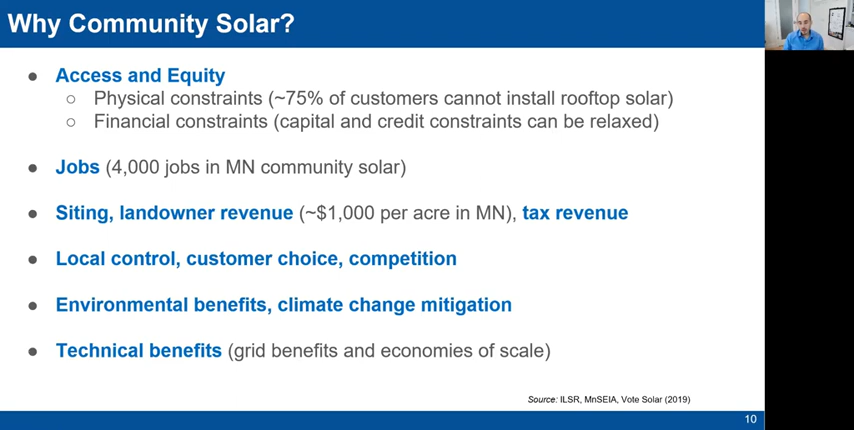 Why Community Solar?
● Access and Equity
○ Physical constraints (~75% of customers cannot install rooftop solar)
○ Financial constraints (capital and credit constraints can be relaxed)
● Jobs (4,000 jobs in MN community solar)
● Siting, landowner revenue (~$1,000 per acre in MN), tax revenue
● Local control, customer choice, competition
● Environmental benefits, climate change mitigation
● Technical benefits (grid benefits and economies of scale)
Source: ILSR, MnSEIA, Vote Solar (2019)
10